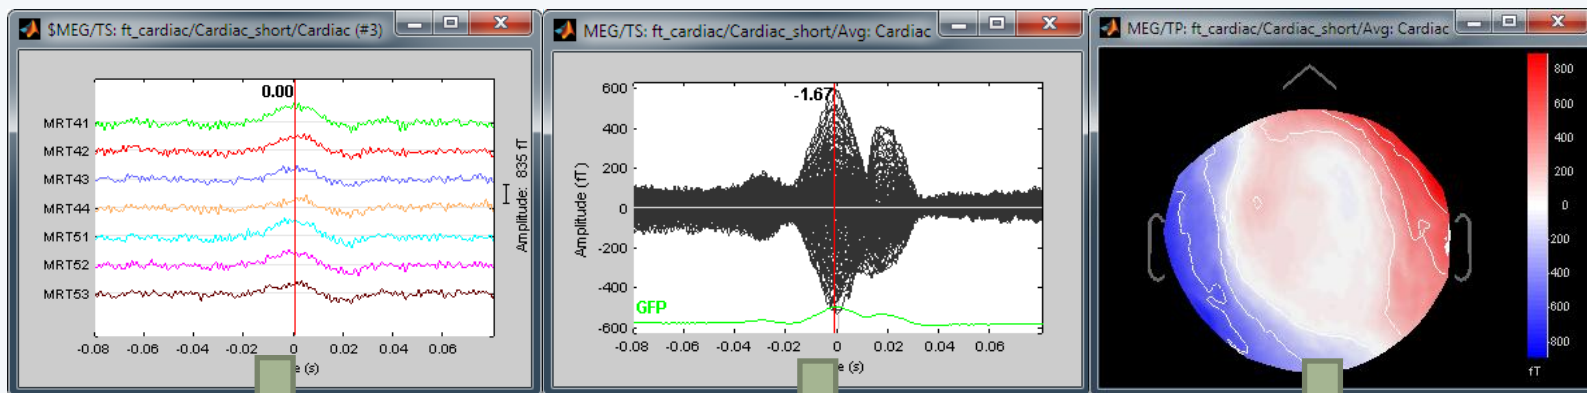 $MEG/TS: ft_cardiac/Cardiac_short/Cardiac (#3)
0.00
MRT41
MRT42
MRT43
MRT44
MRT51
MRT52
MRT53
Amplitude: 835 fT
-0.08 -0.06 -0.04 -0.02 0 0.02 0.04 0.06
(s)
MEG/TS: ft_cardiac/Cardiac_short/Avg: Cardiac
-1.67
600
400
200
0
-200
-400
-600
Amplitude (fT)
GFP
-0.08 -0.06 -0.04 -0.02 0 0.02 0.04 0.06
(s)
MEG/TP: ft_cardiac/Cardiac_short/Avg: Cardiac
800
600
400
200
0
-200
-400
-600
-800
fT